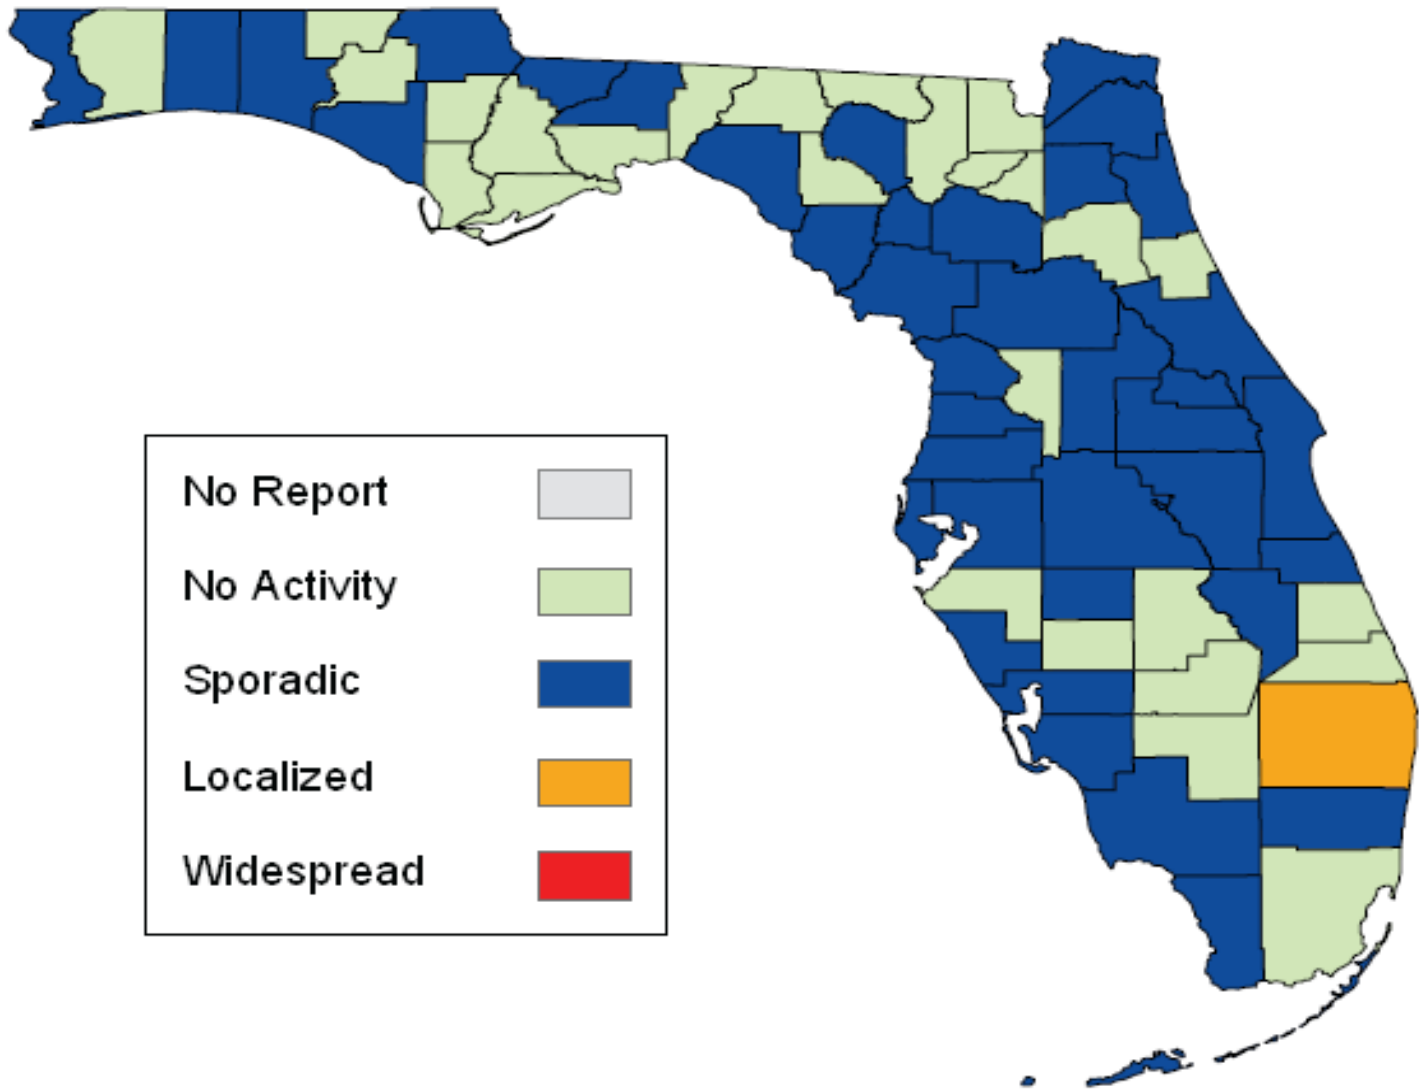 No Report
No Activity
Sporadic
Localized
Widespread